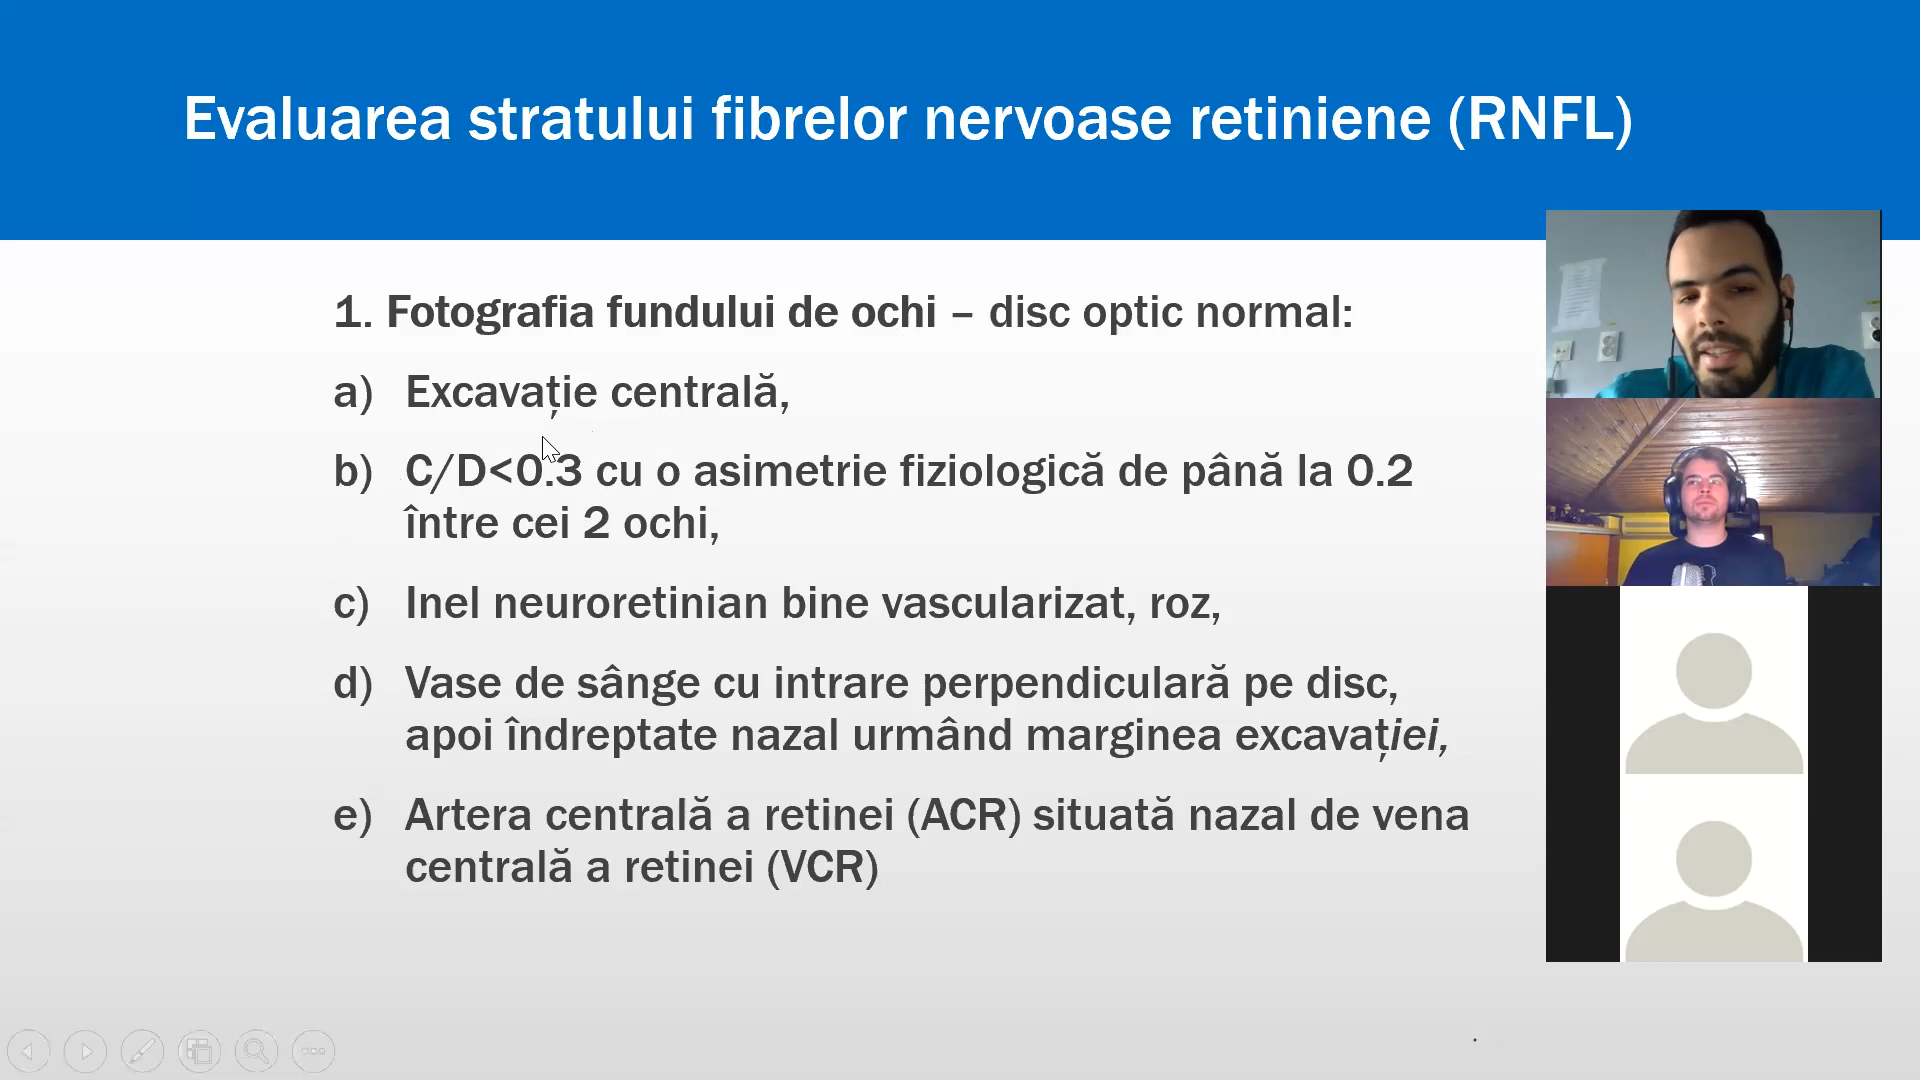 Evaluarea stratului fibrelor nervoase retiniene (RNFL)
1. Fotografia fundului de ochi – disc optic normal:
a) Excavație centrală,
b) C/D<0.3 cu o asimetrie fiziologică de până la 0.2
între cei 2 ochi,
c) Inel neuroretinian bine vascularizat, roz,
d) Vase de sânge cu intrare perpendiculară pe disc,
apoi îndreptate nazal urmând marginea excavației,
e) Artera centrală a retinei (ACR) situată nazal de vena
centrală a retinei (VCR)